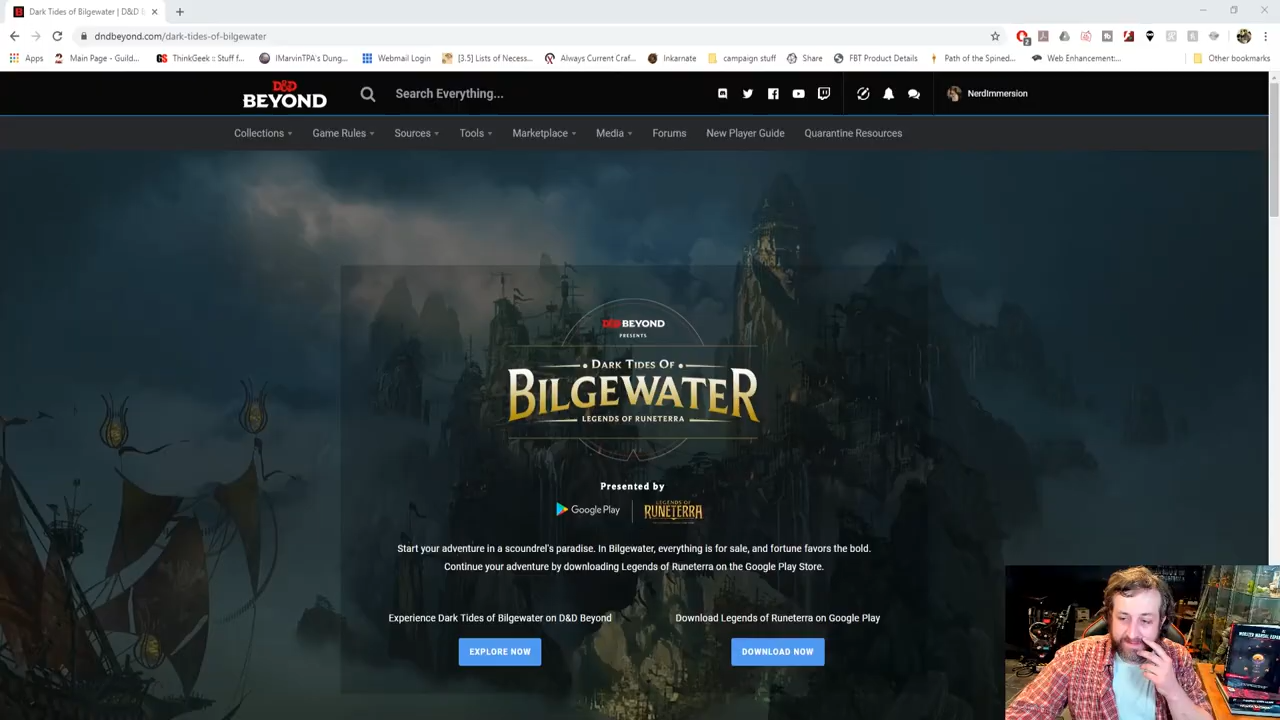 Dark Tides of Bilgewater | D&D B
dndbeyond.com/dark-tides-of-bilgewater
2
Apps
Main Page - Guild...
ThinkGeek :: Stuff f...
IMarvinTPA's Dung...
Webmail Login
[3.5] Lists of Necess...
Always Current Craf...
Inkarnate
campaign stuff
Share
FBT Product Details
Path of the Spined...
Web Enhancement:...
Other bookmarks
D&D
BEYOND
Search Everything...
NerdImmersion
Collections
Game Rules
Sources
Tools
Marketplace
Media
Forums
New Player Guide
Quarantine Resources
D&D BEYOND
PRESENTS
DARK TIDES OF
BILGEWATER
LEGENDS OF RUNETERRA
Presented by
Google Play
LEGENDS OF
RUNETERRA
Start your adventure in a scoundrel's paradise. In Bilgewater, everything is for sale, and fortune favors the bold.
Continue your adventure by downloading Legends of Runeterra on the Google Play Store.
Experience Dark Tides of Bilgewater on D&D Beyond
Download Legends of Runeterra on Google Play
EXPLORE NOW
DOWNLOAD NOW